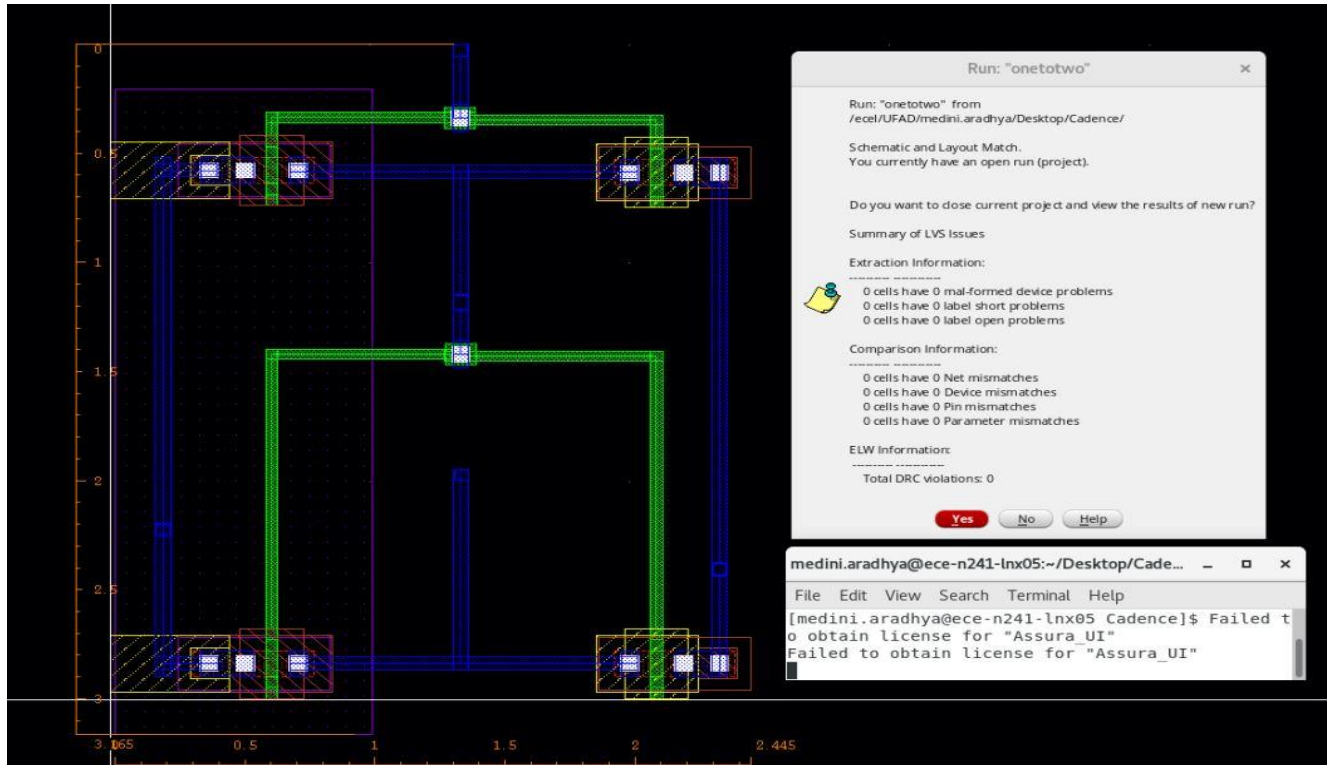 0
0.5
1
1.5
2
2.5
3
3.165
0.5
1
1.5
2
2.445
Run: "onetotwo"
Run: "onetotwo" from
/ecel/UFAD/medini.aradhya/Desktop/Cadence/
Schematic and Layout Match.
You currently have an open run (project).
Do you want to close current project and view the results of new run?
Summary of LVS Issues
Extraction Information:
---------- ------------
0 cells have 0 mal-formed device problems
0 cells have 0 label short problems
0 cells have 0 label open problems
Comparison Information:
---------- ------------
0 cells have 0 Net mismatches
0 cells have 0 Device mismatches
0 cells have 0 Pin mismatches
0 cells have 0 Parameter mismatches
ELW Information:
---------- ------------
Total DRC violations: 0
Yes No Help
medini.aradhya@ece-n241-lnx05:~/Desktop/Cade...
File Edit View Search Terminal Help
[medini.aradhya@ece-n241-lnx05 Cadence]$ Failed t
o obtain license for "Assura_UI"
Failed to obtain license for "Assura_UI"